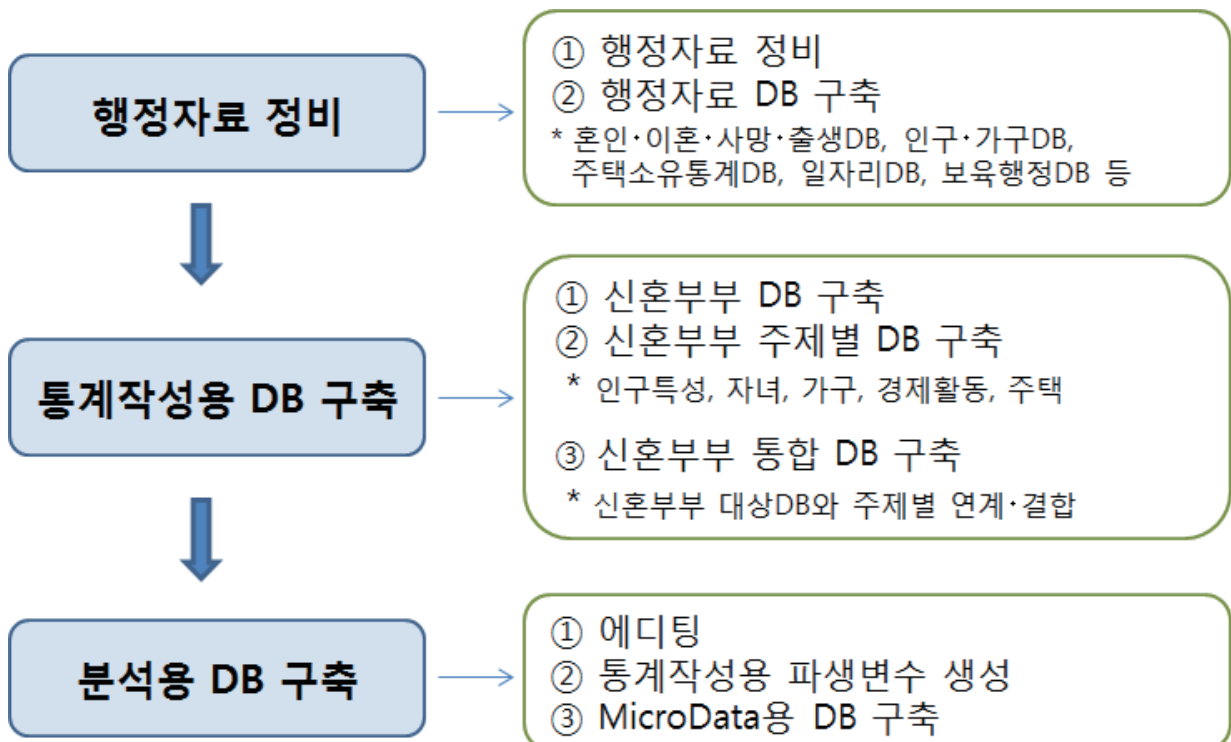 행정자료 정비
① 행정자료 정비
② 행정자료 DB 구축
* 혼인·이혼·사망·출생DB, 인구·가구DB,
주택소유통계DB, 일자리DB, 보육행정DB 등
통계작성용 DB 구축
① 신혼부부 DB 구축
② 신혼부부 주제별 DB 구축
* 인구특성, 자녀, 가구, 경제활동, 주택
③ 신혼부부 통합 DB 구축
* 신혼부부 대상DB와 주제별 연계·결합
분석용 DB 구축
① 에디팅
② 통계작성용 파생변수 생성
③ MicroData용 DB 구축